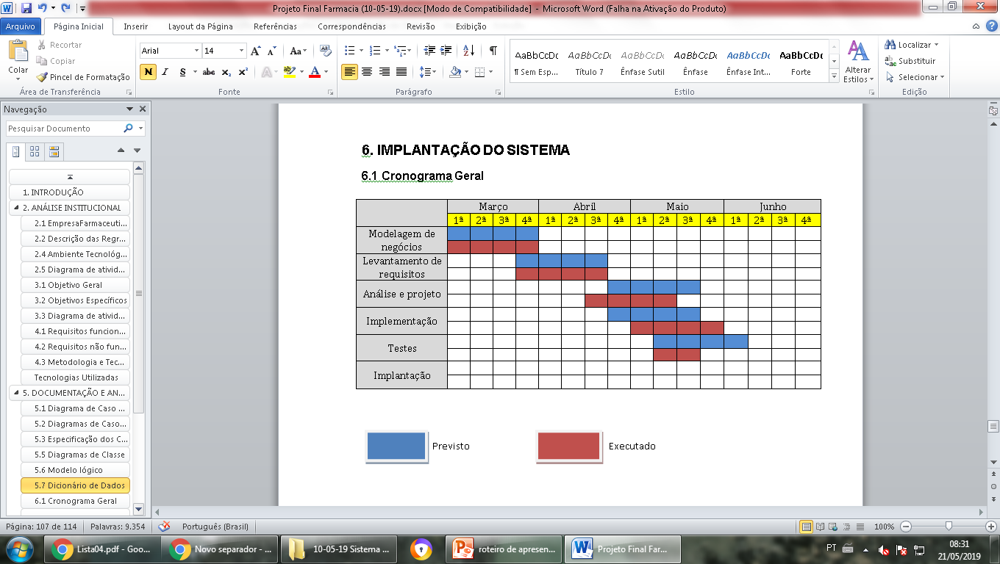 Projeto Final Farmacia (10-05-19).docx [Modo de Compatibilidade] - Microsoft Word (Falha na Ativação do Produto)
Arquivo Página Inicial Inserir Layout da Página Referências Correspondências Revisão Exibição
Colar
Recortar
Copiar
Pincel de Formatação
Área de Transferência
Arial 14
N I S abc x₂ x² A ab A
Fonte
Parágrafo
AaBbCcDc AaBbCcDc AaBbCcDc AaBbCcDc AaBbCcDc AaBbCcDc
¶ Sem Esp... Título 7 Ênfase Sutil Ênfase Ênfase Int... Forte
Alterar Estilos
Estilo
Localizar
Substituir
Selecionar
Edição
Navegação
Pesquisar Documento
1. INTRODUÇÃO
2. ANÁLISE INSTITUCIONAL
2.1 EmpresaFarmaceuti...
2.2 Descrição das Regr...
2.4 Ambiente Tecnológ...
2.5 Diagrama de ativid...
3.1 Objetivo Geral
3.2 Objetivos Específicos
3.3 Diagrama de ativid...
4.1 Requisitos funcion...
4.2 Requisitos não fun...
4.3 Metodologia e Tec...
Tecnologias Utilizadas
5. DOCUMENTAÇÃO E AN...
5.1 Diagrama de Caso ...
5.2 Diagramas de Caso...
5.3 Especificação dos C...
5.5 Diagramas de Classe
5.6 Modelo lógico
5.7 Dicionário de Dados
6.1 Cronograma Geral
6. IMPLANTAÇÃO DO SISTEMA
6.1 Cronograma Geral
Março Abril Maio Junho
1ª 2ª 3ª 4ª 1ª 2ª 3ª 4ª 1ª 2ª 3ª 4ª 1ª 2ª 3ª 4ª
Modelagem de
negócios
Levantamento de
requisitos
Análise e projeto
Implementação
Testes
Implantação
Previsto Executado
Página: 107 de 114 Palavras: 9.354 Português (Brasil) 100%
Lista04.pdf - Goo... Novo separador - ... 10-05-19 Sistema ... roteiro de apresen... Projeto Final Far... PT 08:31
21/05/2019